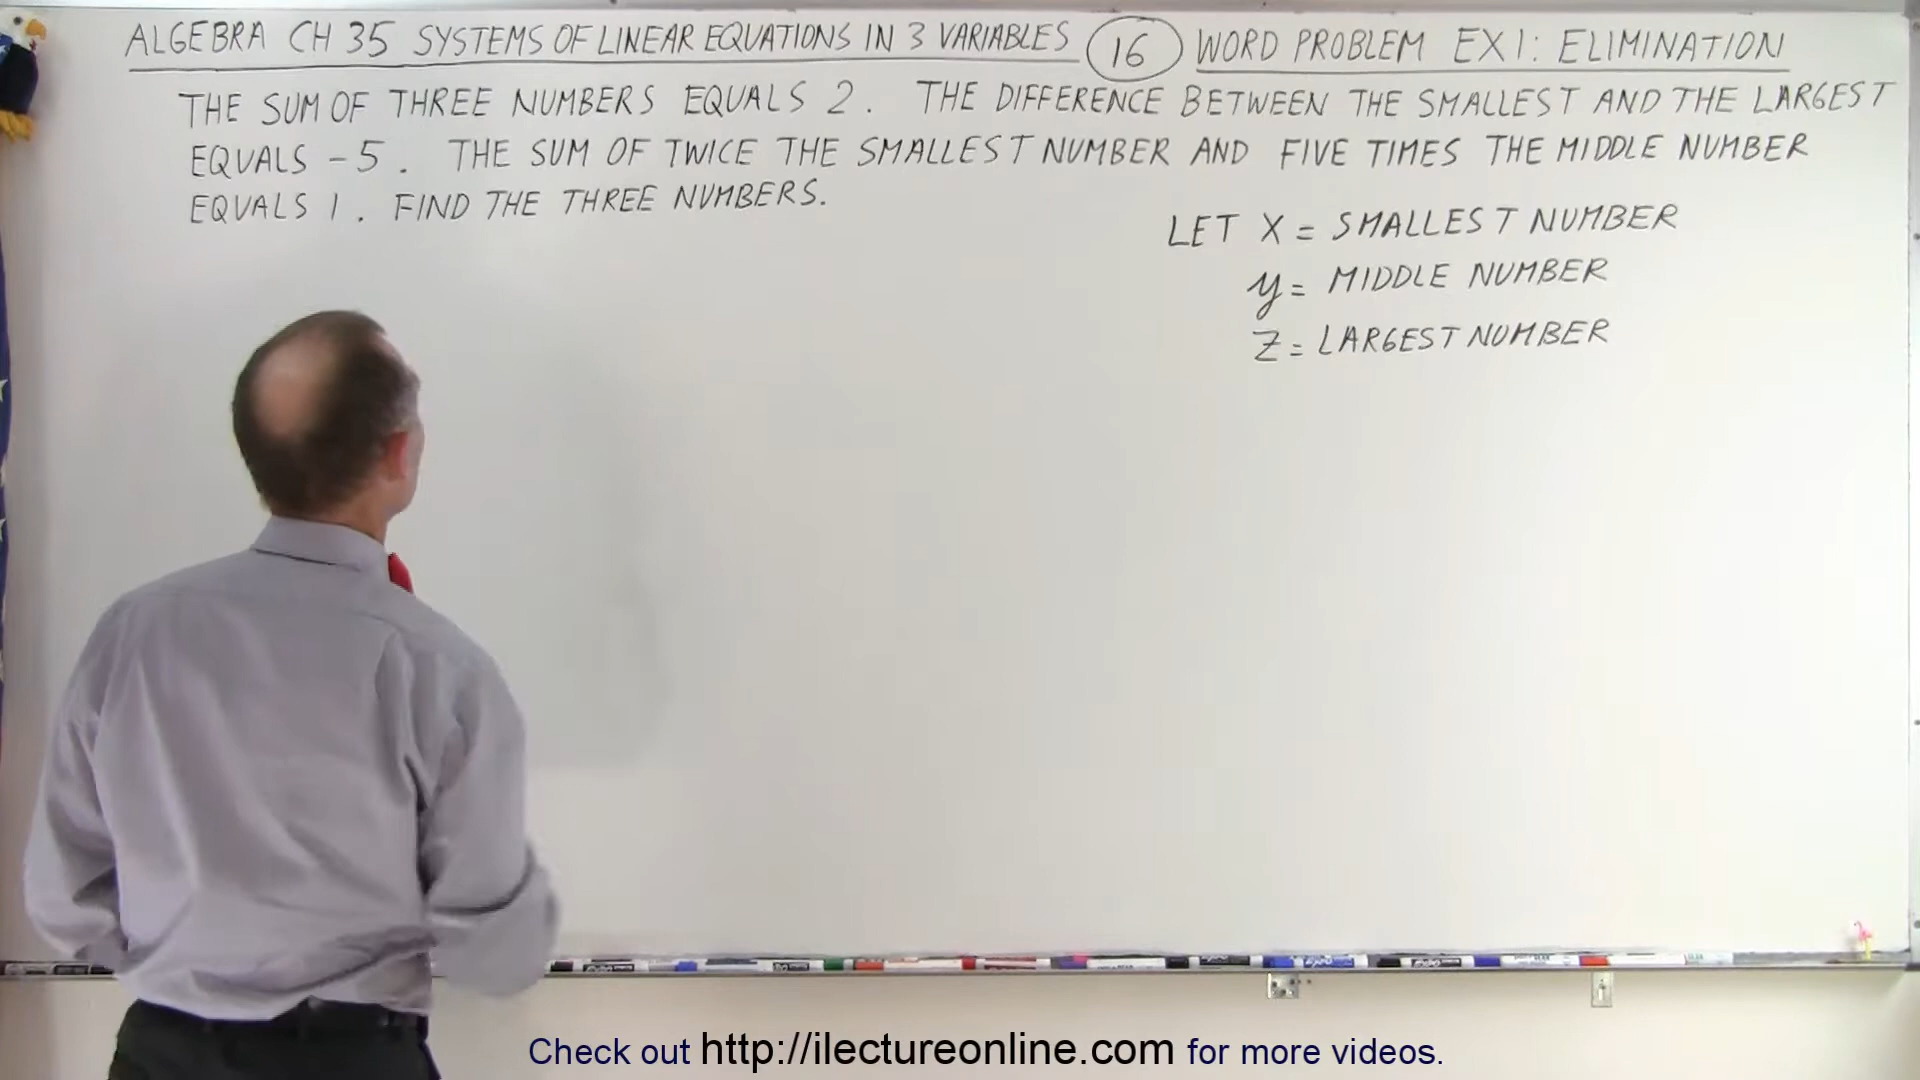 ALGEBRA CH 35 SYSTEMS OF LINEAR EQUATIONS IN 3 VARIABLES 16 WORD PROBLEM EX 1: ELIMINATION
THE SUM OF THREE NUMBERS EQUALS 2. THE DIFFERENCE BETWEEN THE SMALLEST AND THE LARGEST
EQUALS -5. THE SUM OF TWICE THE SMALLEST NUMBER AND FIVE TIMES THE MIDDLE NUMBER
EQUALS 1. FIND THE THREE NUMBERS.
LET X = SMALLEST NUMBER
y = MIDDLE NUMBER
Z = LARGEST NUMBER
Check out http://ilectureonline.com for more videos.